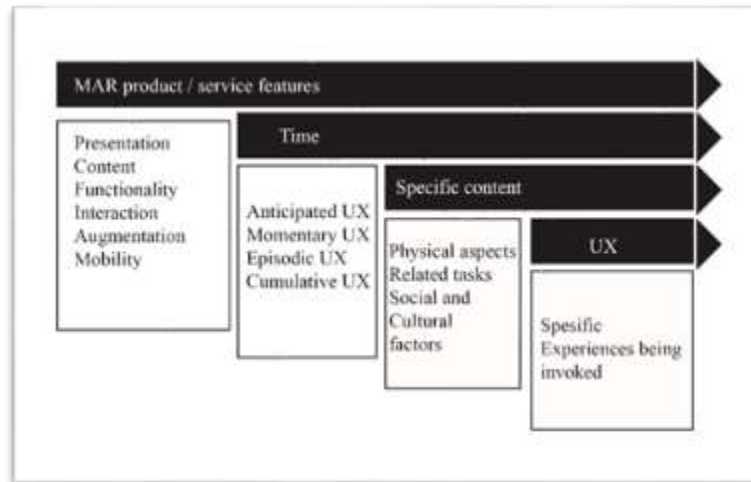 MAR product / service features
Presentation
Content
Functionality
Interaction
Augmentation
Mobility
Time
Anticipated UX
Momentary UX
Episodic UX
Cumulative UX
Specific content
Physical aspects
Related tasks
Social and
Cultural
factors
UX
Spesific
Experiences being
invoked